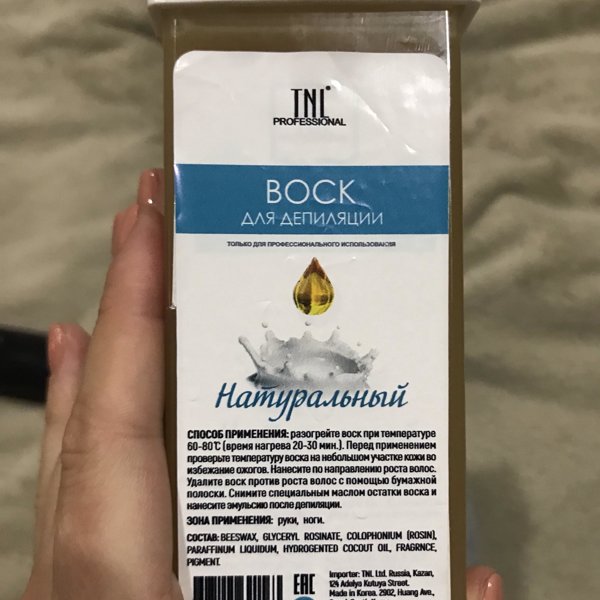 TNL
PROFESSIONAL
ВОСК
ДЛЯ ДЕПИЛЯЦИИ
ТОЛЬКО ДЛЯ ПРОФЕССИОНАЛЬНОГО ИСПОЛЬЗОВАНИЯ
Натуральный
СПОСОБ ПРИМЕНЕНИЯ: разогрейте воск при температуре
60-80℃ (время нагрева 20-30 мин.). Перед применением
проверьте температуру воска на небольшом участке кожи во
избежание ожогов. Нанесите по направлению роста волос.
Удалите воск против роста волос с помощью бумажной
полоски. Снимите специальным маслом остатки воска и
нанесите эмульсию после депиляции.
ЗОНА ПРИМЕНЕНИЯ: руки, ноги.
СОСТАВ: BEESWAX, GLYCERYL ROSINATE, COLOPHONIUM (ROSIN),
PARAFFINUM LIQUIDUM, HYDROGENTED COCOUT OIL, FRAGRNCE,
PIGMENT.
Importer: TNL Ltd. Russia, Kazan,
124 Adelya Kutuya Street.
Made in Korea. 2902, Huang Ave.,
EAC